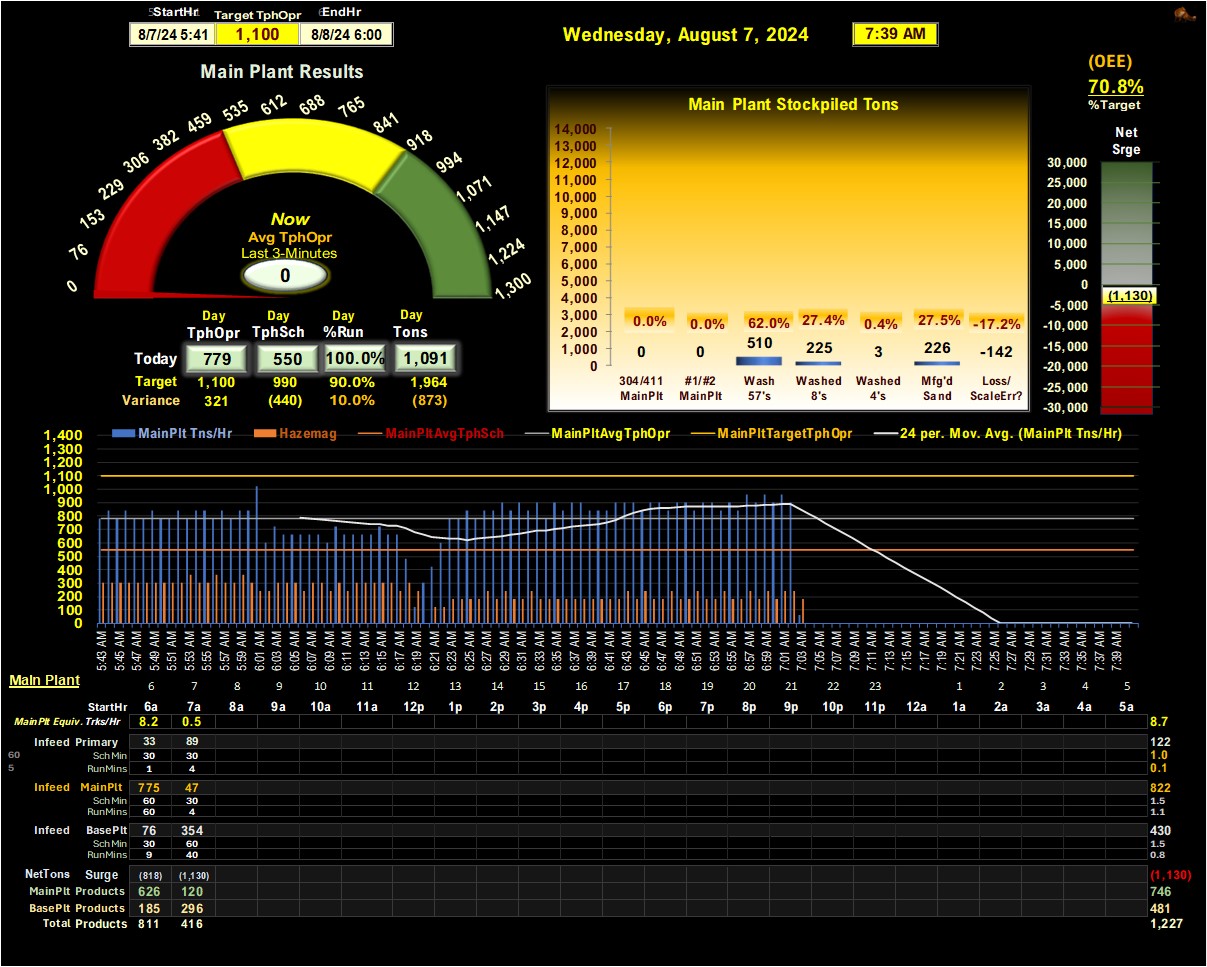 StartHr Target TphOpr EndHr
8/7/24 5:41 1,100 8/8/24 6:00
Wednesday, August 7, 2024 7:39 AM
(OEE)
70.8%
%Target
Main Plant Results
0 76 153 229 306 382 459 535 612 688 765 841 918 994 1,071 1,147 1,224 1,300
Now
Avg TphOpr
Last 3-Minutes
0
Day Day Day Day
TphOpr TphSch %Run Tons
Today 779 550 100.0% 1,091
Target 1,100 990 90.0% 1,964
Variance 321 (440) 10.0% (873)
Main Plant Stockpiled Tons
14,000
13,000
12,000
11,000
10,000
9,000
8,000
7,000
6,000
5,000
4,000
3,000
2,000
1,000
0
0.0% 0.0% 62.0% 27.4% 0.4% 27.5% -17.2%
0 0 510 225 3 226 -142
304/411 #1/#2 Wash Washed Washed Mfg'd Loss/
MainPlt MainPlt 57's 8's 4's Sand ScaleErr?
Net
Srge
30,000
25,000
20,000
15,000
10,000
5,000
0
(1,130)
-5,000
-10,000
-15,000
-20,000
-25,000
-30,000
MainPlt Tns/Hr Hazemag MainPltAvgTphSch MainPltAvgTphOpr MainPltTargetTphOpr 24 per. Mov. Avg. (MainPlt Tns/Hr)
1,400
1,300
1,200
1,100
1,000
900
800
700
600
500
400
300
200
100
0
5:43 AM 5:45 AM 5:47 AM 5:49 AM 5:51 AM 5:53 AM 5:55 AM 5:57 AM 5:59 AM 6:01 AM 6:03 AM 6:05 AM 6:07 AM 6:09 AM 6:11 AM 6:13 AM 6:15 AM 6:17 AM 6:19 AM 6:21 AM 6:23 AM 6:25 AM 6:27 AM 6:29 AM 6:31 AM 6:33 AM 6:35 AM 6:37 AM 6:39 AM 6:41 AM 6:43 AM 6:45 AM 6:47 AM 6:49 AM 6:51 AM 6:53 AM 6:55 AM 6:57 AM 6:59 AM 7:01 AM 7:03 AM 7:05 AM 7:07 AM 7:09 AM 7:11 AM 7:13 AM 7:15 AM 7:17 AM 7:19 AM 7:21 AM 7:23 AM 7:25 AM 7:27 AM 7:29 AM 7:31 AM 7:33 AM 7:35 AM 7:37 AM 7:39 AM
Main Plant
6 7 8 9 10 11 12 13 14 15 16 17 18 19 20 21 22 23 1 2 3 4 5
StartHr 6a 7a 8a 9a 10a 11a 12p 1p 2p 3p 4p 5p 6p 7p 8p 9p 10p 11p 12a 1a 2a 3a 4a 5a
MainPlt Equiv. Trks/Hr 8.2 0.5 8.7
Infeed Primary 33 89 122
60 Sch Min 30 30 1.0
5 RunMins 1 4 0.1
Infeed MainPlt 775 47 822
Sch Min 60 30 1.5
RunMins 60 4 1.1
Infeed BasePlt 76 354 430
Sch Min 30 60 1.5
RunMins 9 40 0.8
NetTons Surge (818) (1,130) (1,130)
MainPlt Products 626 120 746
BasePlt Products 185 296 481
Total Products 811 416 1,227